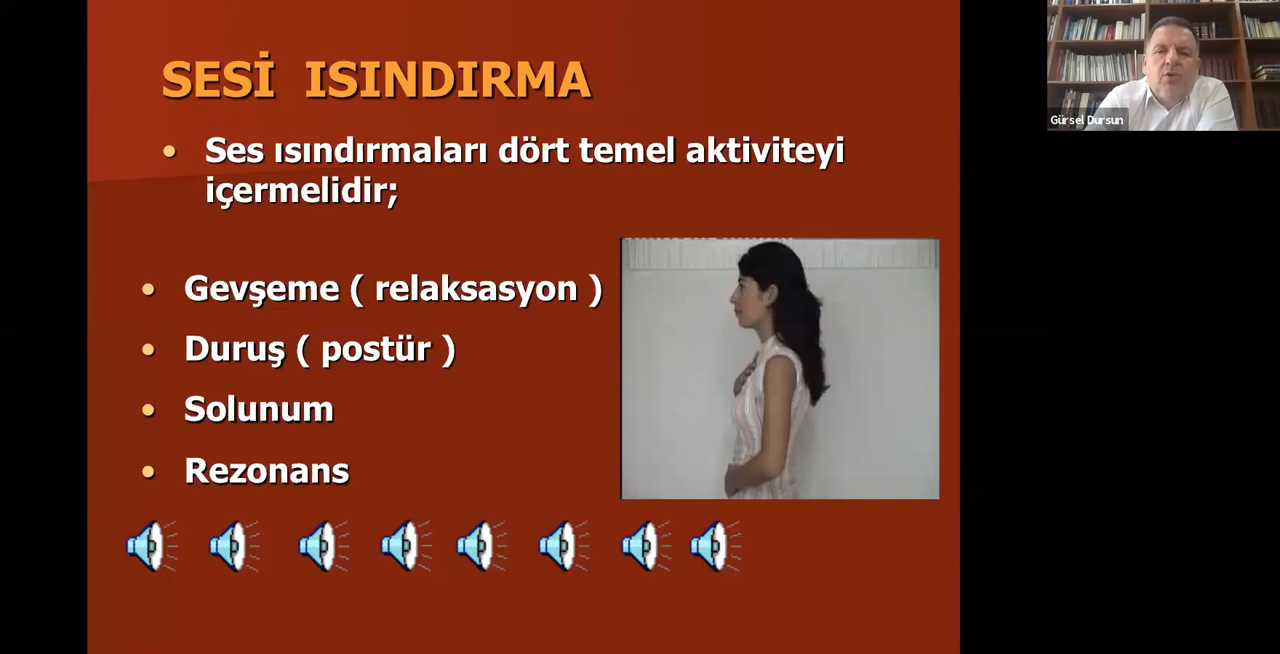 SESİ ISINDIRMA
• Ses ısındırmaları dört temel aktiviteyi
içermelidir;
• Gevşeme ( relaksasyon )
• Duruş ( postür )
• Solunum
• Rezonans
Gürsel Dursun